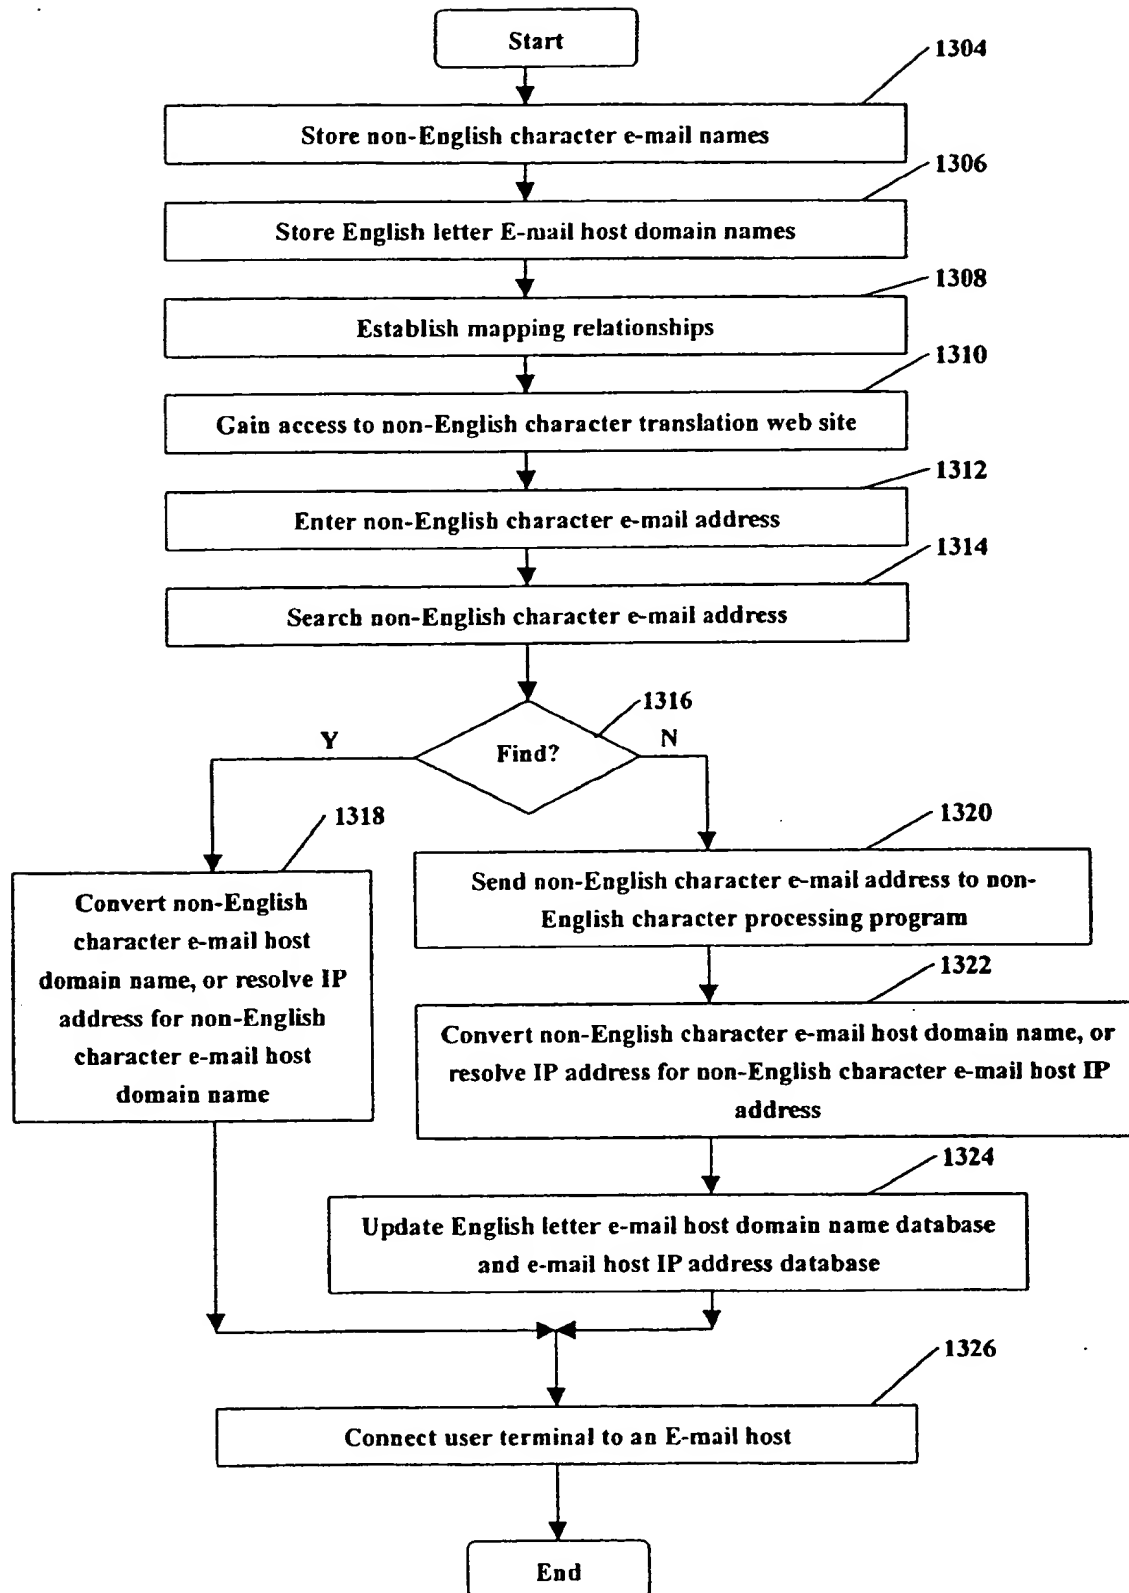 Start
1304
Store non-English character e-mail names
1306
Store English letter E-mail host domain names
1308
Establish mapping relationships
1310
Gain access to non-English character translation web site
1312
Enter non-English character e-mail address
1314
Search non-English character e-mail address
1316
Y
Find?
N
1318
1320
Convert non-English
character e-mail host
domain name, or resolve IP
address for non-English
character e-mail host
domain name
Send non-English character e-mail address to non-
English character processing program
1322
Convert non-English character e-mail host domain name, or
resolve IP address for non-English character e-mail host IP
address
1324
Update English letter e-mail host domain name database
and e-mail host IP address database
1326
Connect user terminal to an E-mail host
End